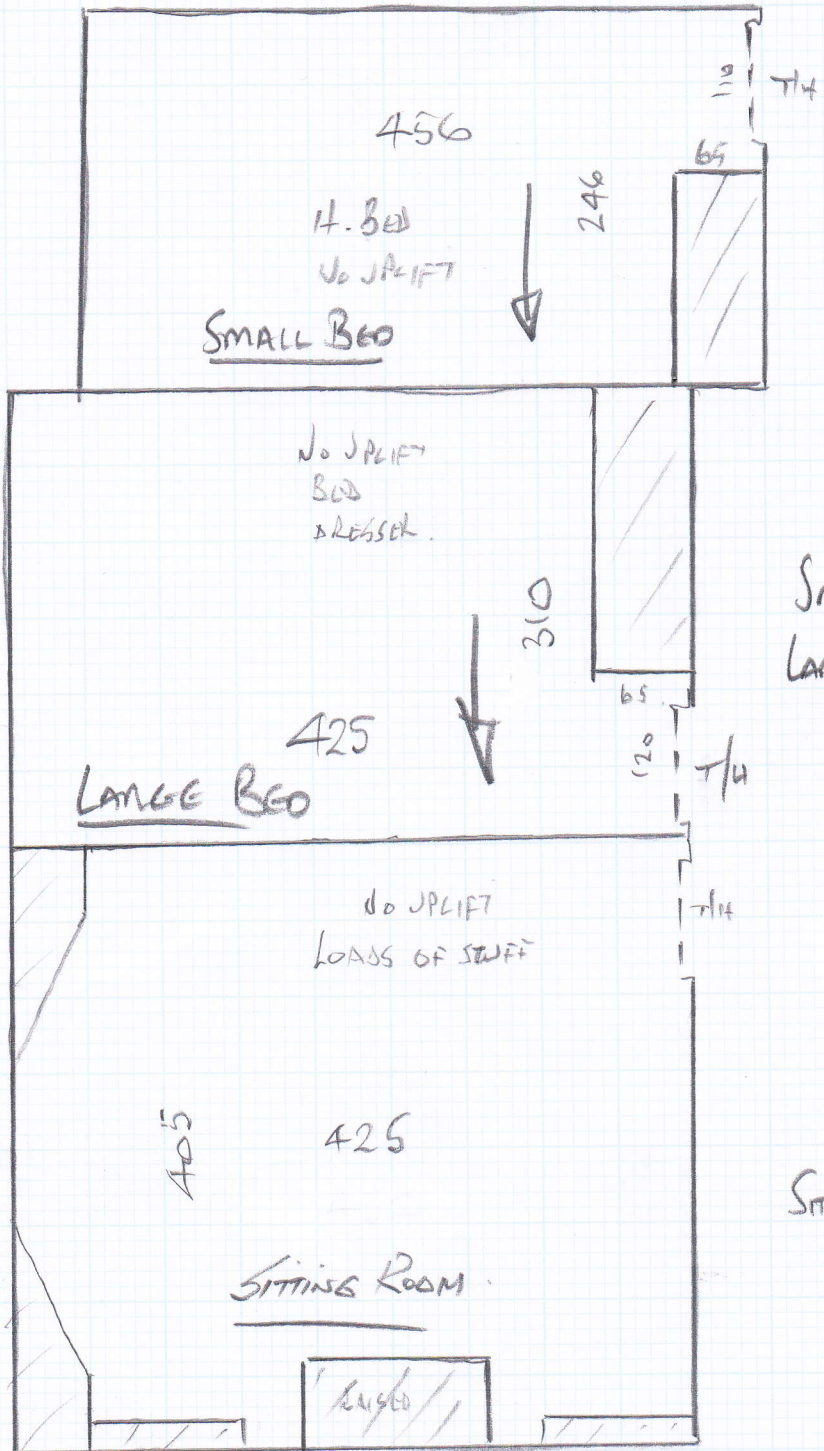 456
110
T/H
65
246
H. BED
NO UPLIFT
SMALL BED
NO UPLIFT
BED
DRESSER.
310
65
425
120
T/H
LARGE BED
NO UPLIFT
LOADS OF STUFF
T/H
405
425
SITTING ROOM